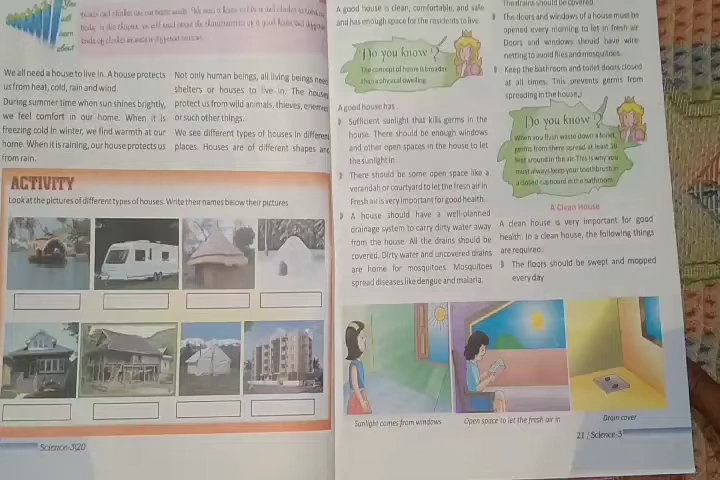 You
will
learn
about
We all need a house to live in. A house protects
us from heat, cold, rain and wind.
During summer time when sun shines brightly,
we feel comfort in our home. When it is
freezing cold in winter, we find warmth at our
home. When it is raining, our house protects us
from rain.
Not only human beings, all living beings need
shelters or houses to live in. The house
protect us from wild animals, thieves, enemies
or such things.
We see different types of houses in different
places. Houses are of different shapes and
ACTIVITY
Look at the pictures of different types of houses. Write their names below their pictures
Science-3|20
A good house is clean, comfortable, and safe
and has enough space for the residents to live.
Do you know ?
The concept of home is broader
than a physical dwelling.
A good house has
Sufficient sunlight that kills germs in the
house. There should be enough windows
and other open spaces in the house to let
the sunlight in
There should be some open space like a
verandah or courtyard to let the fresh air in
Fresh air is very important for good health.
A house should have a well-planned
drainage system to carry dirty water away
from the house. All the drains should be
covered. Dirty water and uncovered drains
are home for mosquitoes. Mosquitoes
spread diseases like dengue and malaria.
The drains should be covered.
The doors and windows of a house must be
opened every morning to let in fresh air
Doors and windows should have wire-
netting to avoid flies and mosquitoes.
Keep the bathroom and toilet doors closed
at all times. This prevents germs from
spreading in the house.
Do you know ?
When you flush waste down a toilet,
germs from there spread at least 20
feet around in the air. This is why you
must always keep your toothbrush in
a closed cupboard in the bathroom.
A Clean House
A clean house is very important for good
health. In a clean house, the following things
are required:
The floors should be swept and mopped
every day
Sunlight comes from windows
Open space to let the fresh air in
Drain cover
21 / Science-3